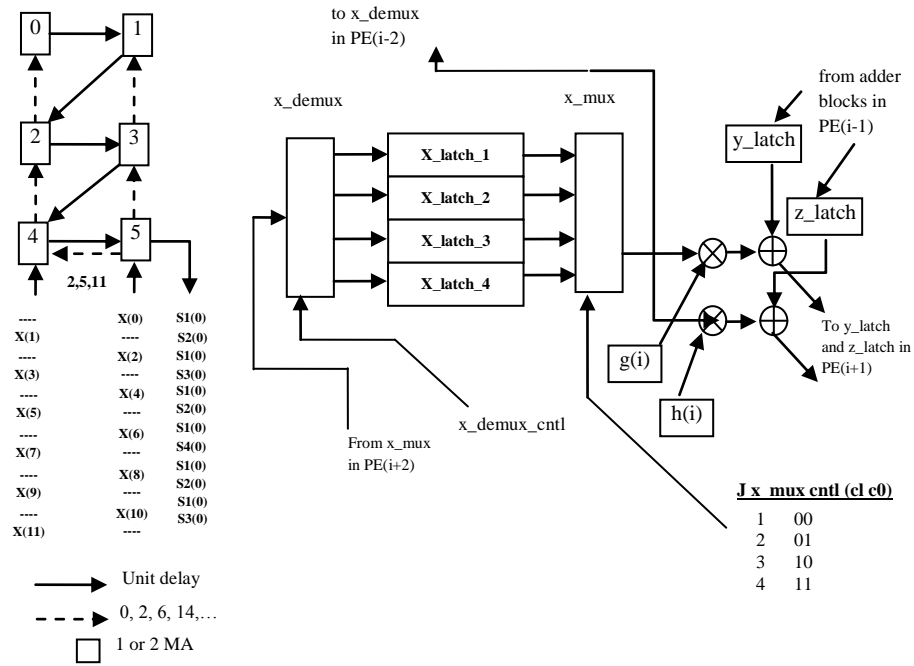 0
1
2
3
4
5
2,5,11
----
X(1)
----
X(3)
----
X(5)
----
X(7)
----
X(9)
----
X(11)
X(0)
----
X(2)
----
X(4)
----
X(6)
----
X(8)
----
X(10)
----
S1(0)
S2(0)
S1(0)
S3(0)
S1(0)
S2(0)
S1(0)
S4(0)
S1(0)
S2(0)
S1(0)
S3(0)
Unit delay
0, 2, 6, 14,…
1 or 2 MA
to x_demux
in PE(i-2)
x_demux
x_mux
X_latch_1
X_latch_2
X_latch_3
X_latch_4
from adder
blocks in
PE(i-1)
y_latch
z_latch
g(i)
h(i)
To y_latch
and z_latch in
PE(i+1)
From x_mux
in PE(i+2)
x_demux_cntl
J x_mux cntl (cl c0)
1 00
2 01
3 10
4 11